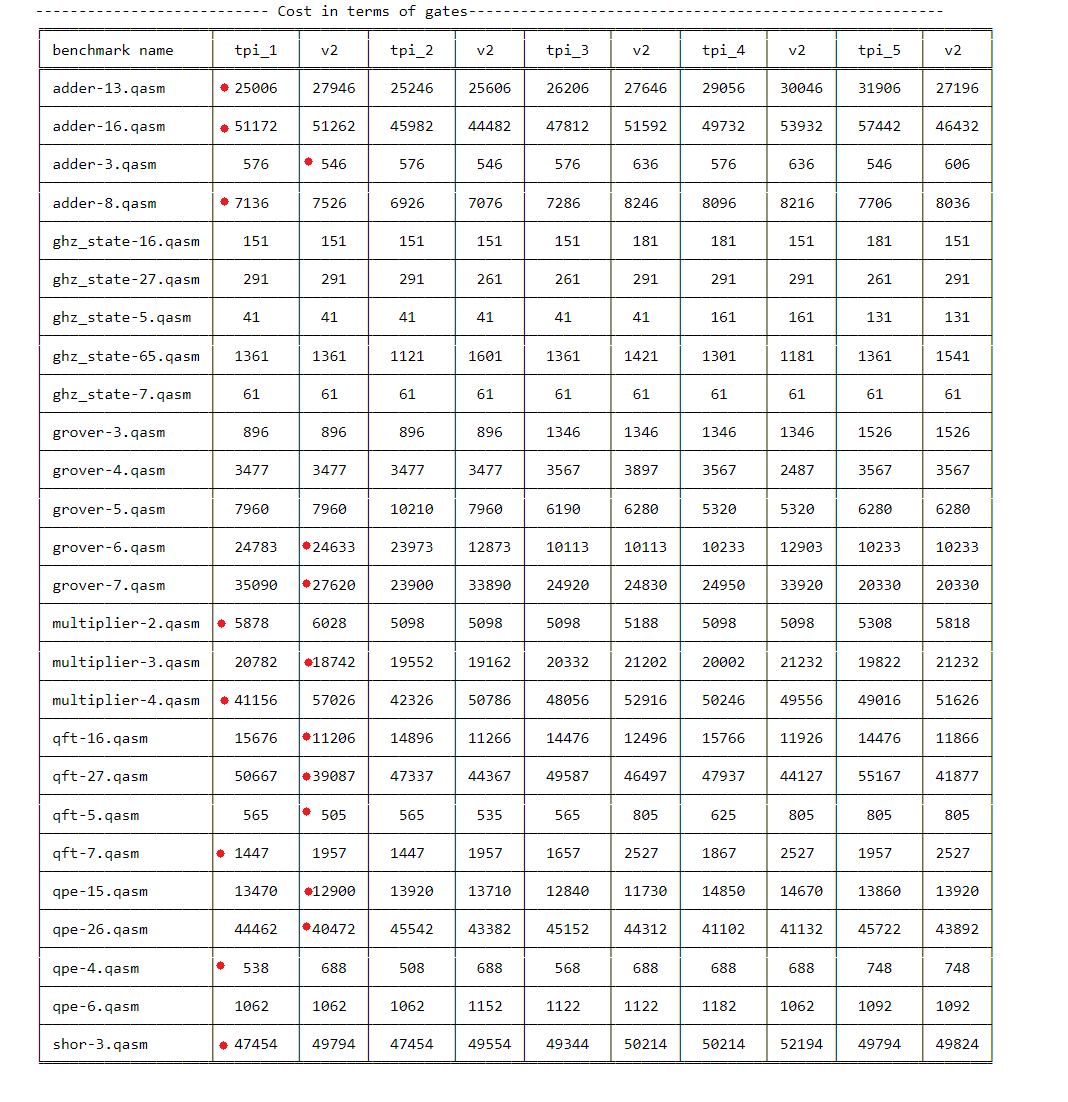 --------------------------- Cost in terms of gates-------------------------------------------------------
benchmark name tpi_1 v2 tpi_2 v2 tpi_3 v2 tpi_4 v2 tpi_5 v2
adder-13.qasm 25006 27946 25246 25606 26206 27646 29056 30046 31906 27196
adder-16.qasm 51172 51262 45982 44482 47812 51592 49732 53932 57442 46432
adder-3.qasm 576 546 576 546 576 636 576 636 546 606
adder-8.qasm 7136 7526 6926 7076 7286 8246 8096 8216 7706 8036
ghz_state-16.qasm 151 151 151 151 151 181 181 151 181 151
ghz_state-27.qasm 291 291 291 261 261 291 291 291 261 291
ghz_state-5.qasm 41 41 41 41 41 41 161 161 131 131
ghz_state-65.qasm 1361 1361 1121 1601 1361 1421 1301 1181 1361 1541
ghz_state-7.qasm 61 61 61 61 61 61 61 61 61 61
grover-3.qasm 896 896 896 896 1346 1346 1346 1346 1526 1526
grover-4.qasm 3477 3477 3477 3477 3567 3897 3567 2487 3567 3567
grover-5.qasm 7960 7960 10210 7960 6190 6280 5320 5320 6280 6280
grover-6.qasm 24783 24633 23973 12873 10113 10113 10233 12903 10233 10233
grover-7.qasm 35090 27620 23900 33890 24920 24830 24950 33920 20330 20330
multiplier-2.qasm 5878 6028 5098 5098 5098 5188 5098 5098 5308 5818
multiplier-3.qasm 20782 18742 19552 19162 20332 21202 20002 21232 19822 21232
multiplier-4.qasm 41156 57026 42326 50786 48056 52916 50246 49556 49016 51626
qft-16.qasm 15676 11206 14896 11266 14476 12496 15766 11926 14476 11866
qft-27.qasm 50667 39087 47337 44367 49587 46497 47937 44127 55167 41877
qft-5.qasm 565 505 565 535 565 805 625 805 805 805
qft-7.qasm 1447 1957 1447 1957 1657 2527 1867 2527 1957 2527
qpe-15.qasm 13470 12900 13920 13710 12840 11730 14850 14670 13860 13920
qpe-26.qasm 44462 40472 45542 43382 45152 44312 41102 41132 45722 43892
qpe-4.qasm 538 688 508 688 568 688 688 688 748 748
qpe-6.qasm 1062 1062 1062 1152 1122 1122 1182 1062 1092 1092
shor-3.qasm 47454 49794 47454 49554 49344 50214 50214 52194 49794 49824